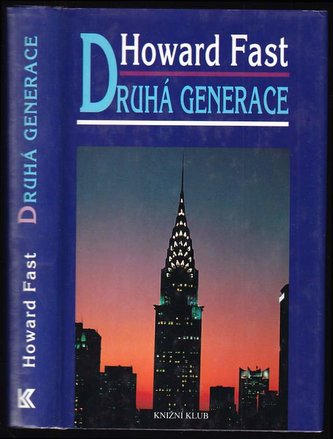 Howard Fast
DRUHÁ GENERACE
KNIŽNÍ KLUB
Howard Fast DRUHÁ GENERACE
K